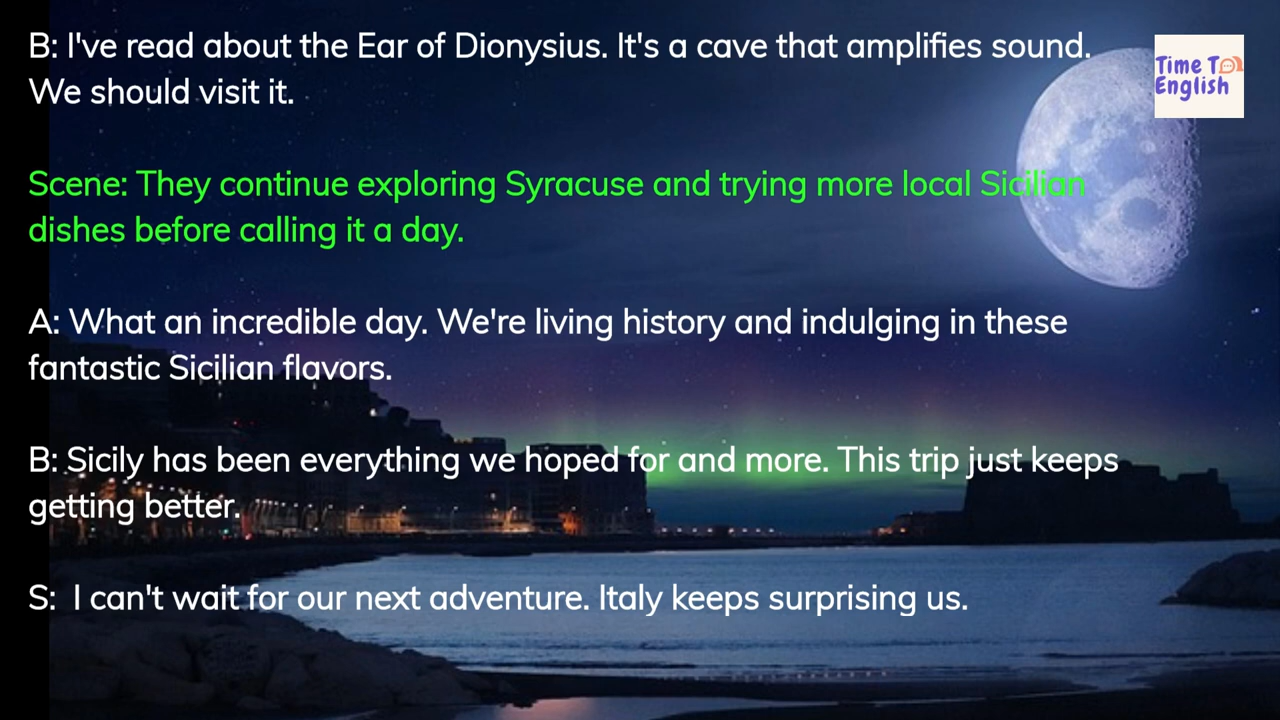 B: I've read about the Ear of Dionysius. It's a cave that amplifies sound.
We should visit it.
Time To
English
Scene: They continue exploring Syracuse and trying more local Sicilian
dishes before calling it a day.
A: What an incredible day. We're living history and indulging in these
fantastic Sicilian flavors.
B: Sicily has been everything we hoped for and more. This trip just keeps
getting better.
S:  I can't wait for our next adventure. Italy keeps surprising us.